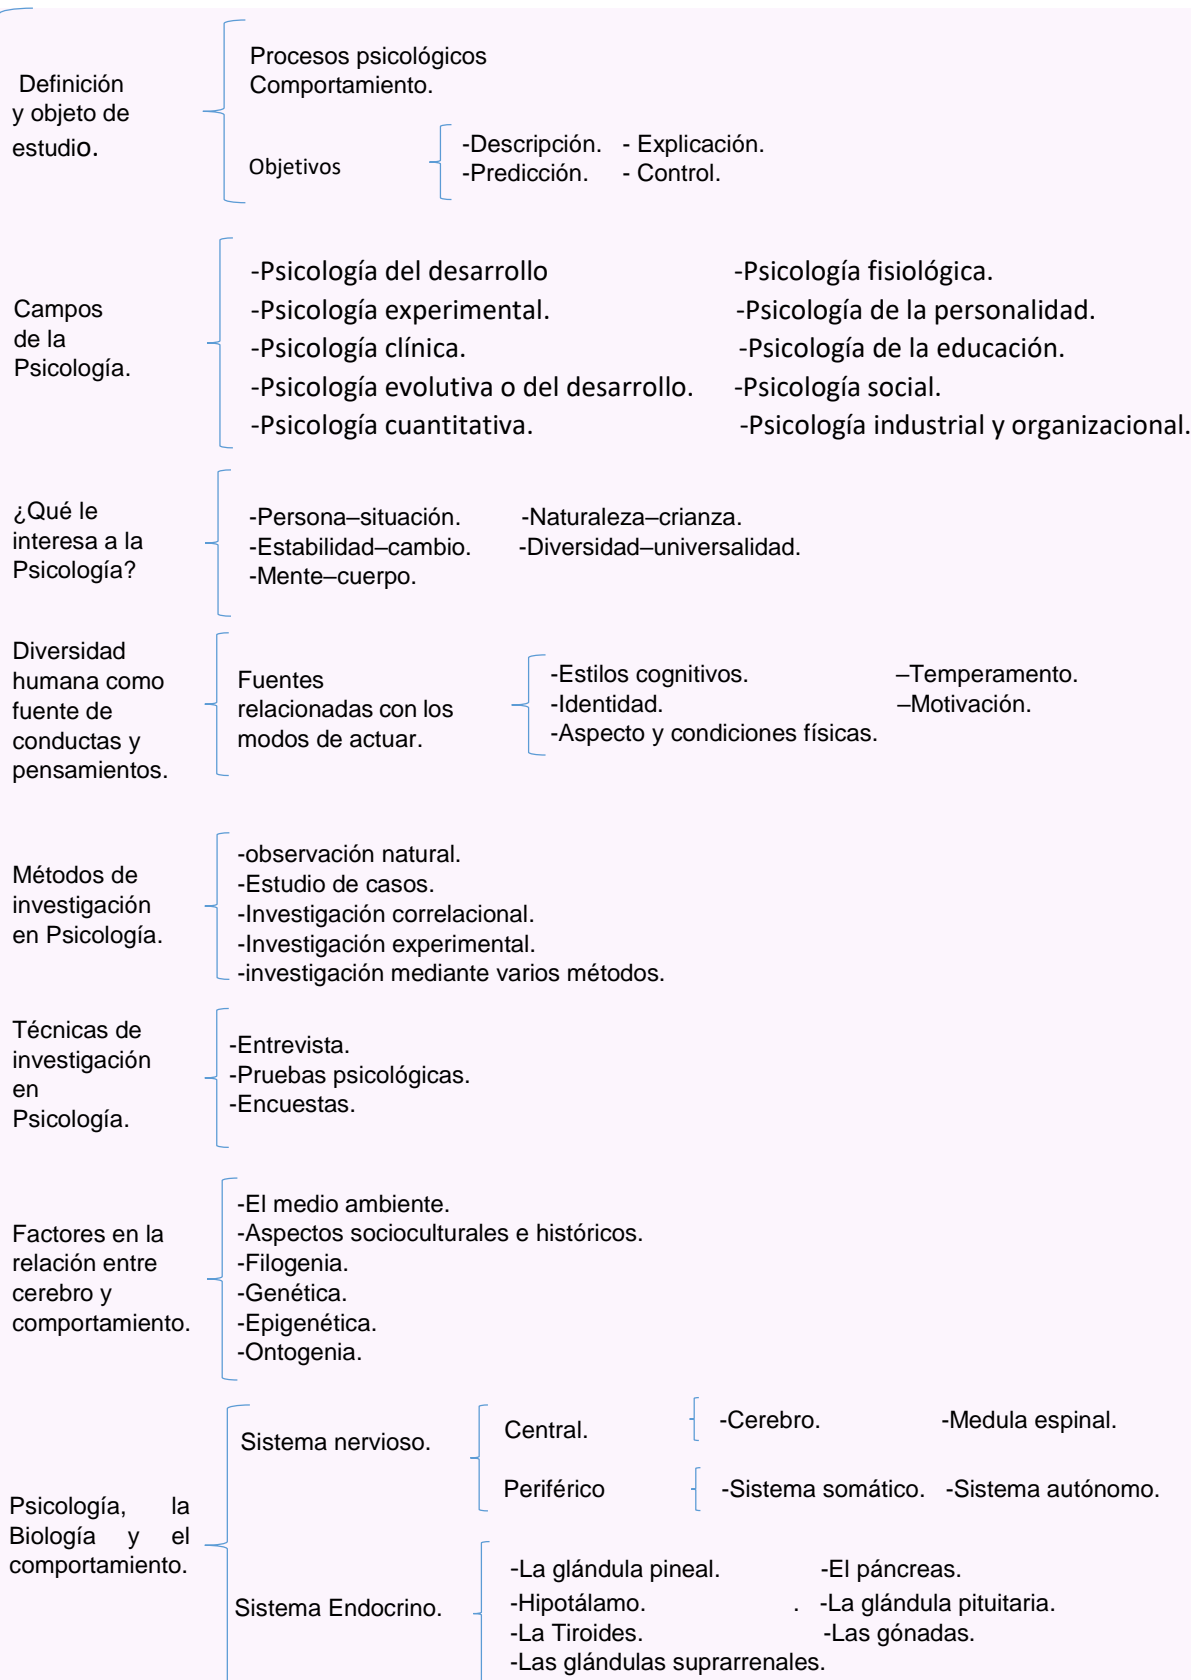 Definición
y objeto de
estudio.
Procesos psicológicos
Comportamiento.
Objetivos
-Descripción. - Explicación.
-Predicción. - Control.
Campos
de la
Psicología.
-Psicología del desarrollo -Psicología fisiológica.
-Psicología experimental. -Psicología de la personalidad.
-Psicología clínica. -Psicología de la educación.
-Psicología evolutiva o del desarrollo. -Psicología social.
-Psicología cuantitativa. -Psicología industrial y organizacional.
¿Qué le
interesa a la
Psicología?
-Persona–situación. -Naturaleza–crianza.
-Estabilidad–cambio. -Diversidad–universalidad.
-Mente–cuerpo.
Diversidad
humana como
fuente de
conductas y
pensamientos.
Fuentes
relacionadas con los
modos de actuar.
-Estilos cognitivos. –Temperamento.
-Identidad. –Motivación.
-Aspecto y condiciones físicas.
Métodos de
investigación
en Psicología.
-observación natural.
-Estudio de casos.
-Investigación correlacional.
-Investigación experimental.
-investigación mediante varios métodos.
Técnicas de
investigación
en
Psicología.
-Entrevista.
-Pruebas psicológicas.
-Encuestas.
Factores en la
relación entre
cerebro y
comportamiento.
-El medio ambiente.
-Aspectos socioculturales e históricos.
-Filogenia.
-Genética.
-Epigenética.
-Ontogenia.
Psicología, la
Biología y el
comportamiento.
Sistema nervioso.
Central.
-Cerebro. -Medula espinal.
Periférico
-Sistema somático. -Sistema autónomo.
Sistema Endocrino.
-La glándula pineal. -El páncreas.
-Hipotálamo. . -La glándula pituitaria.
-La Tiroides. -Las gónadas.
-Las glándulas suprarrenales.